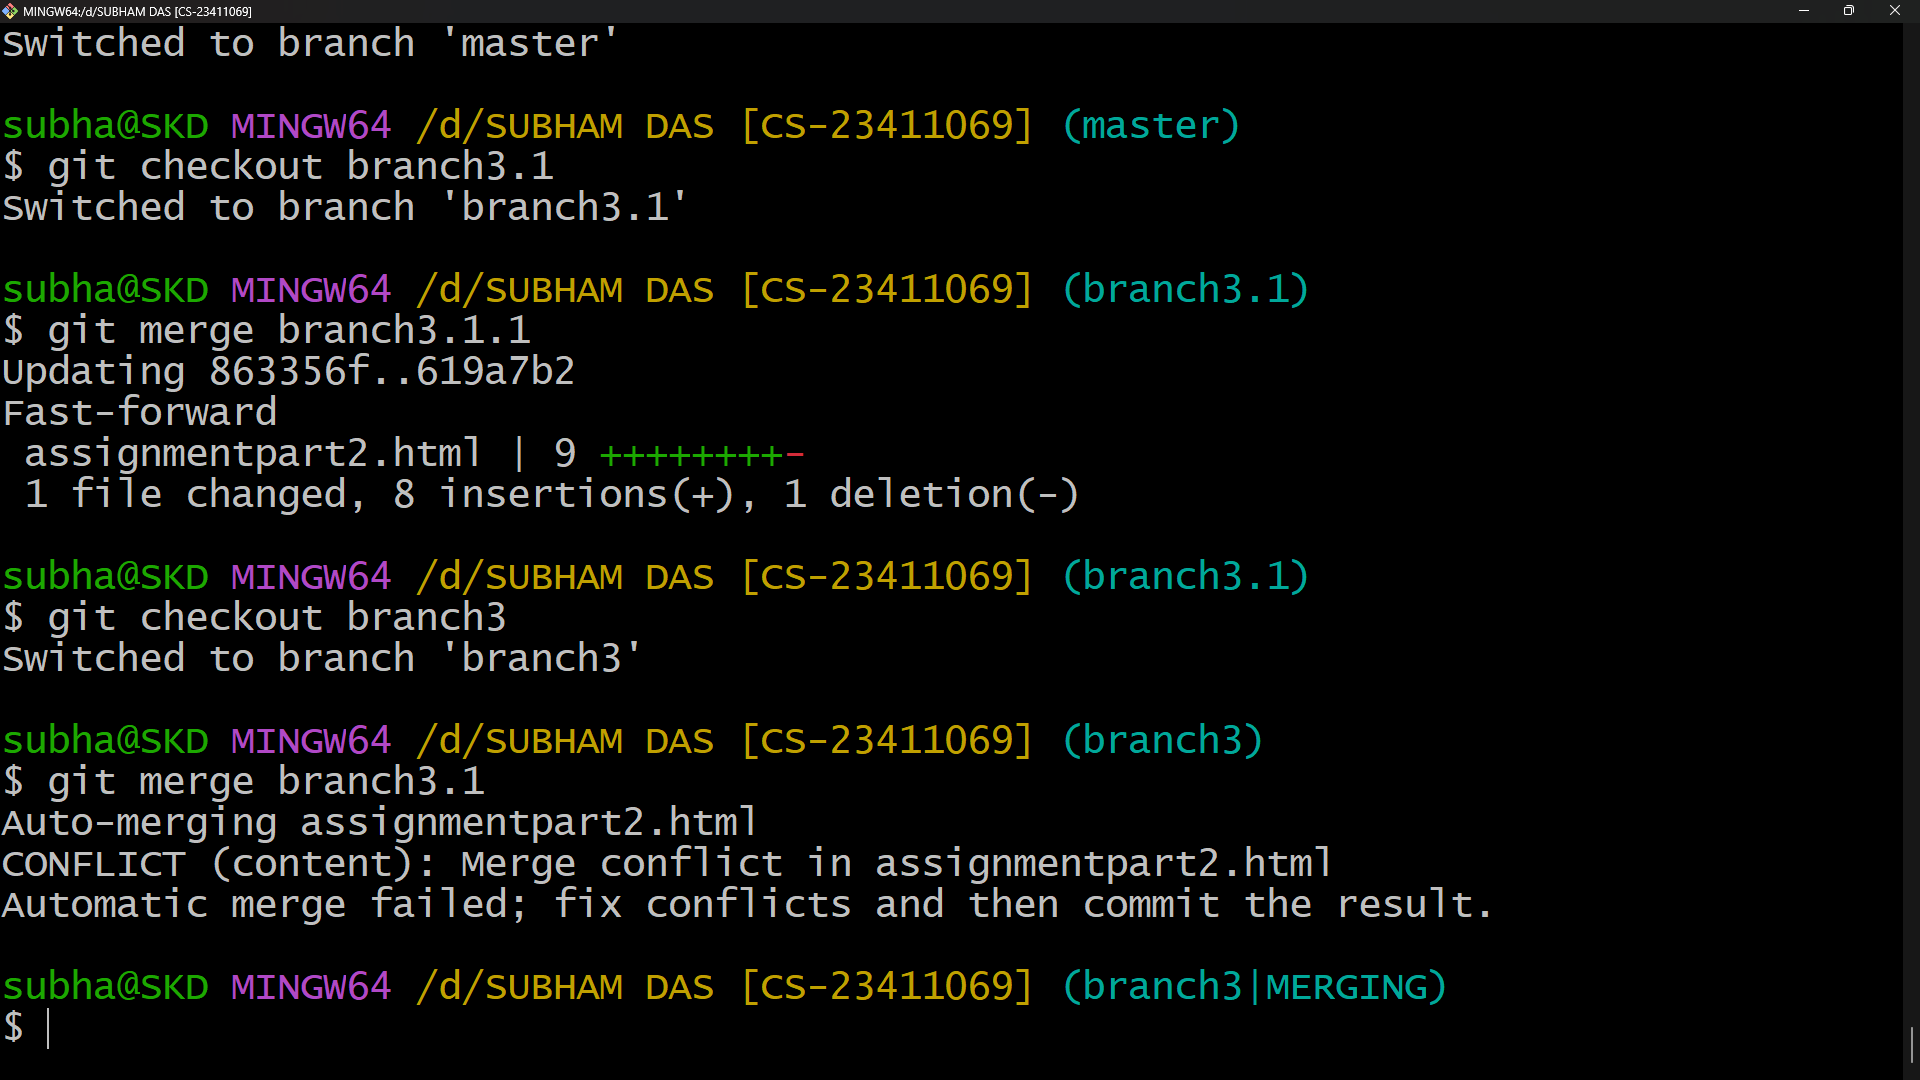 MINGW64:/d/SUBHAM DAS [CS-23411069]
Switched to branch 'master'
subha@SKD MINGW64 /d/SUBHAM DAS [CS-23411069] (master)
$ git checkout branch3.1
Switched to branch 'branch3.1'
subha@SKD MINGW64 /d/SUBHAM DAS [CS-23411069] (branch3.1)
$ git merge branch3.1.1
Updating 863356f..619a7b2
Fast-forward
 assignmentpart2.html | 9 ++++++++-
 1 file changed, 8 insertions(+), 1 deletion(-)
subha@SKD MINGW64 /d/SUBHAM DAS [CS-23411069] (branch3.1)
$ git checkout branch3
Switched to branch 'branch3'
subha@SKD MINGW64 /d/SUBHAM DAS [CS-23411069] (branch3)
$ git merge branch3.1
Auto-merging assignmentpart2.html
CONFLICT (content): Merge conflict in assignmentpart2.html
Automatic merge failed; fix conflicts and then commit the result.
subha@SKD MINGW64 /d/SUBHAM DAS [CS-23411069] (branch3|MERGING)
$